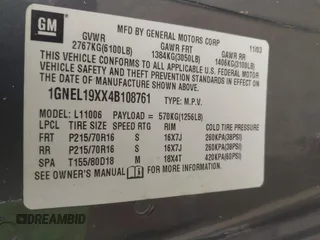 GM
MFD BY GENERAL MOTORS CORP
11/03
GVWR GAWR FRT GAWR RR
2767KG(6100LB) 1384KG(3050LB) 1406KG(3100LB)
THIS VEHICLE CONFORMS TO ALL APPLICABLE U.S. FEDERAL MOTOR
VEHICLE SAFETY STANDARDS IN EFFECT ON THE DATE OF
MANUFACTURE SHOWN ABOVE.
1GNEL19XX4B108761 TYPE: M.P.V.
MODEL: L11006 PAYLOAD = 570KG(1256LB)
LPCL TIRE SIZE SPEED RTG RIM COLD TIRE PRESSURE
FRT P215/70R16 S 16X7J 260KPA(38PSI)
RR P215/70R16 S 16X7J 260KPA(38PSI)
SPA T155/80D18 M 18X4T 420KPA(60PSI)
SEE OWNER'S MANUAL FOR ADDITIONAL INFORMATION.
© DREAMBID